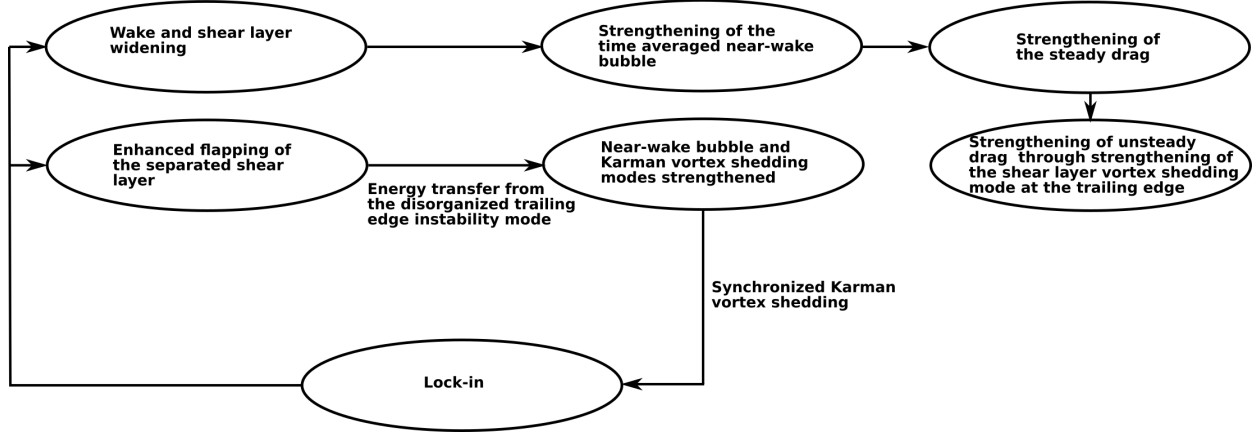 Wake and shear layer
widening
Strengthening of the
time averaged near-wake
bubble
Strengthening of
the steady drag
Enhanced flapping of
the separated shear
layer
Energy transfer from
the disorganized trailing
edge instability mode
Near-wake bubble and
Karman vortex shedding
modes strengthened
Strengthening of unsteady
drag through strengthening of
the shear layer vortex shedding
mode at the trailing edge
Synchronized Karman
vortex shedding
Lock-in